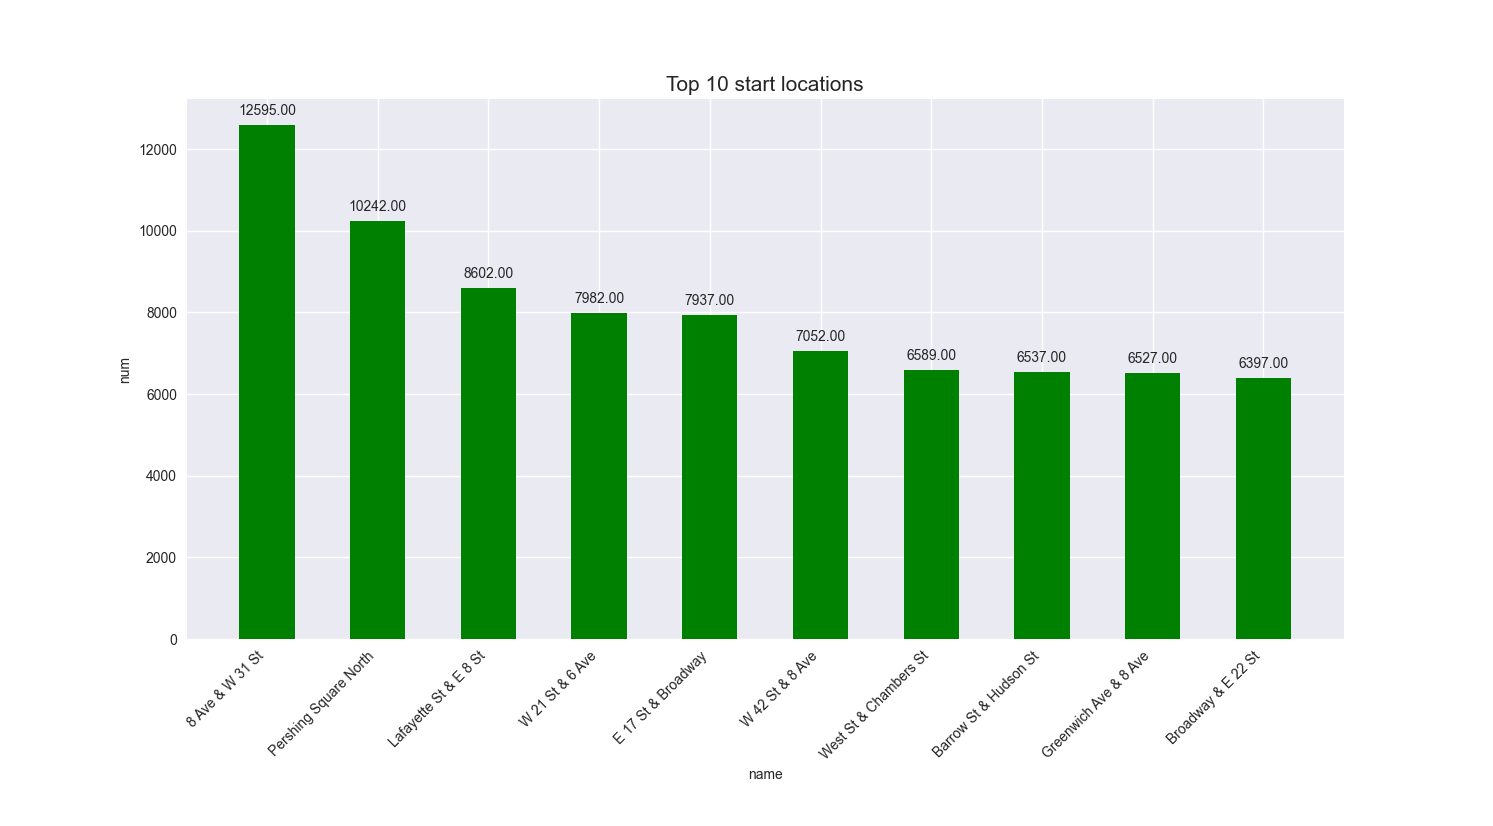 Top 10 start locations
12595.00
10242.00
8602.00
7982.00
7937.00
7052.00
6589.00
6537.00
6527.00
6397.00
12000
10000
8000
6000
4000
2000
0
num
8 Ave & W 31 St
Pershing Square North
Lafayette St & E 8 St
W 21 St & 6 Ave
E 17 St & Broadway
W 42 St & 8 Ave
West St & Chambers St
Barrow St & Hudson St
Greenwich Ave & 8 Ave
Broadway & E 22 St
name